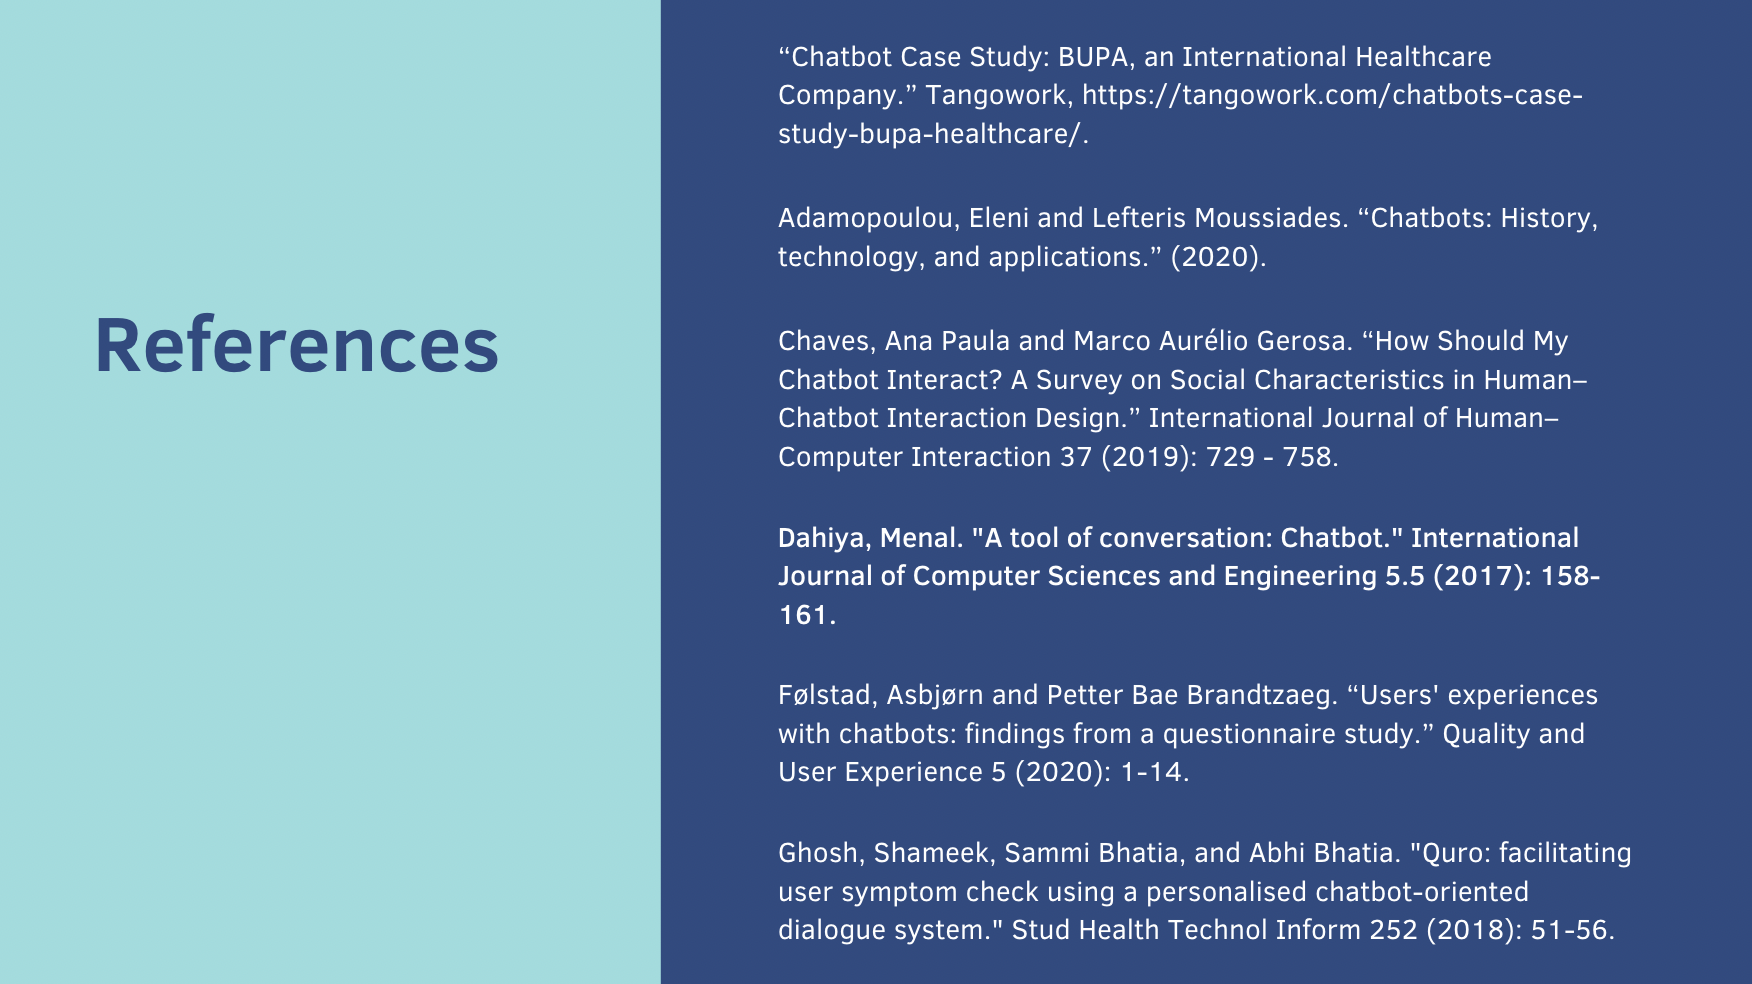 References
“Chatbot Case Study: BUPA, an International Healthcare
Company.” Tangowork, https://tangowork.com/chatbots-case-
study-bupa-healthcare/.
Adamopoulou, Eleni and Lefteris Moussiades. “Chatbots: History,
technology, and applications.” (2020).
Chaves, Ana Paula and Marco Aurélio Gerosa. “How Should My
Chatbot Interact? A Survey on Social Characteristics in Human–
Chatbot Interaction Design.” International Journal of Human–
Computer Interaction 37 (2019): 729 - 758.
Dahiya, Menal. "A tool of conversation: Chatbot." International
Journal of Computer Sciences and Engineering 5.5 (2017): 158-
161.
Følstad, Asbjørn and Petter Bae Brandtzaeg. “Users' experiences
with chatbots: findings from a questionnaire study.” Quality and
User Experience 5 (2020): 1-14.
Ghosh, Shameek, Sammi Bhatia, and Abhi Bhatia. "Quro: facilitating
user symptom check using a personalised chatbot-oriented
dialogue system." Stud Health Technol Inform 252 (2018): 51-56.